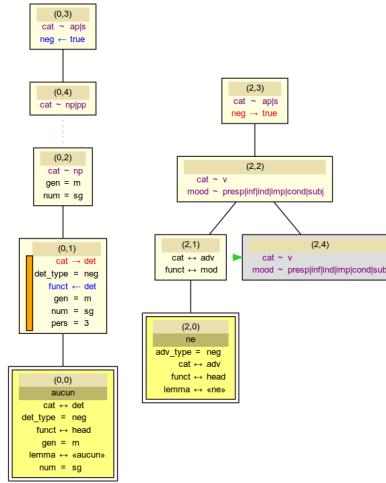 (0,3)
cat ~ ap|s
neg ← true
(0,4)
cat ~ np|pp
(0,2)
cat ~ np
gen = m
num = sg
(0,1)
cat → det
det_type = neg
funct ← det
gen = m
num = sg
pers = 3
(0,0)
aucun
cat ↔ det
det_type = neg
funct ↔ head
gen = m
lemma ↔ «aucun»
num = sg
(2,3)
cat ~ ap|s
neg → true
(2,2)
cat ~ v
mood ~ presp|inf|ind|imp|cond|subj
(2,1)
cat ↔ adv
funct ↔ mod
(2,4)
cat ~ v
mood ~ presp|inf|ind|imp|cond|subj
(2,0)
ne
adv_type = neg
cat ↔ adv
funct ↔ head
lemma ↔ «ne»